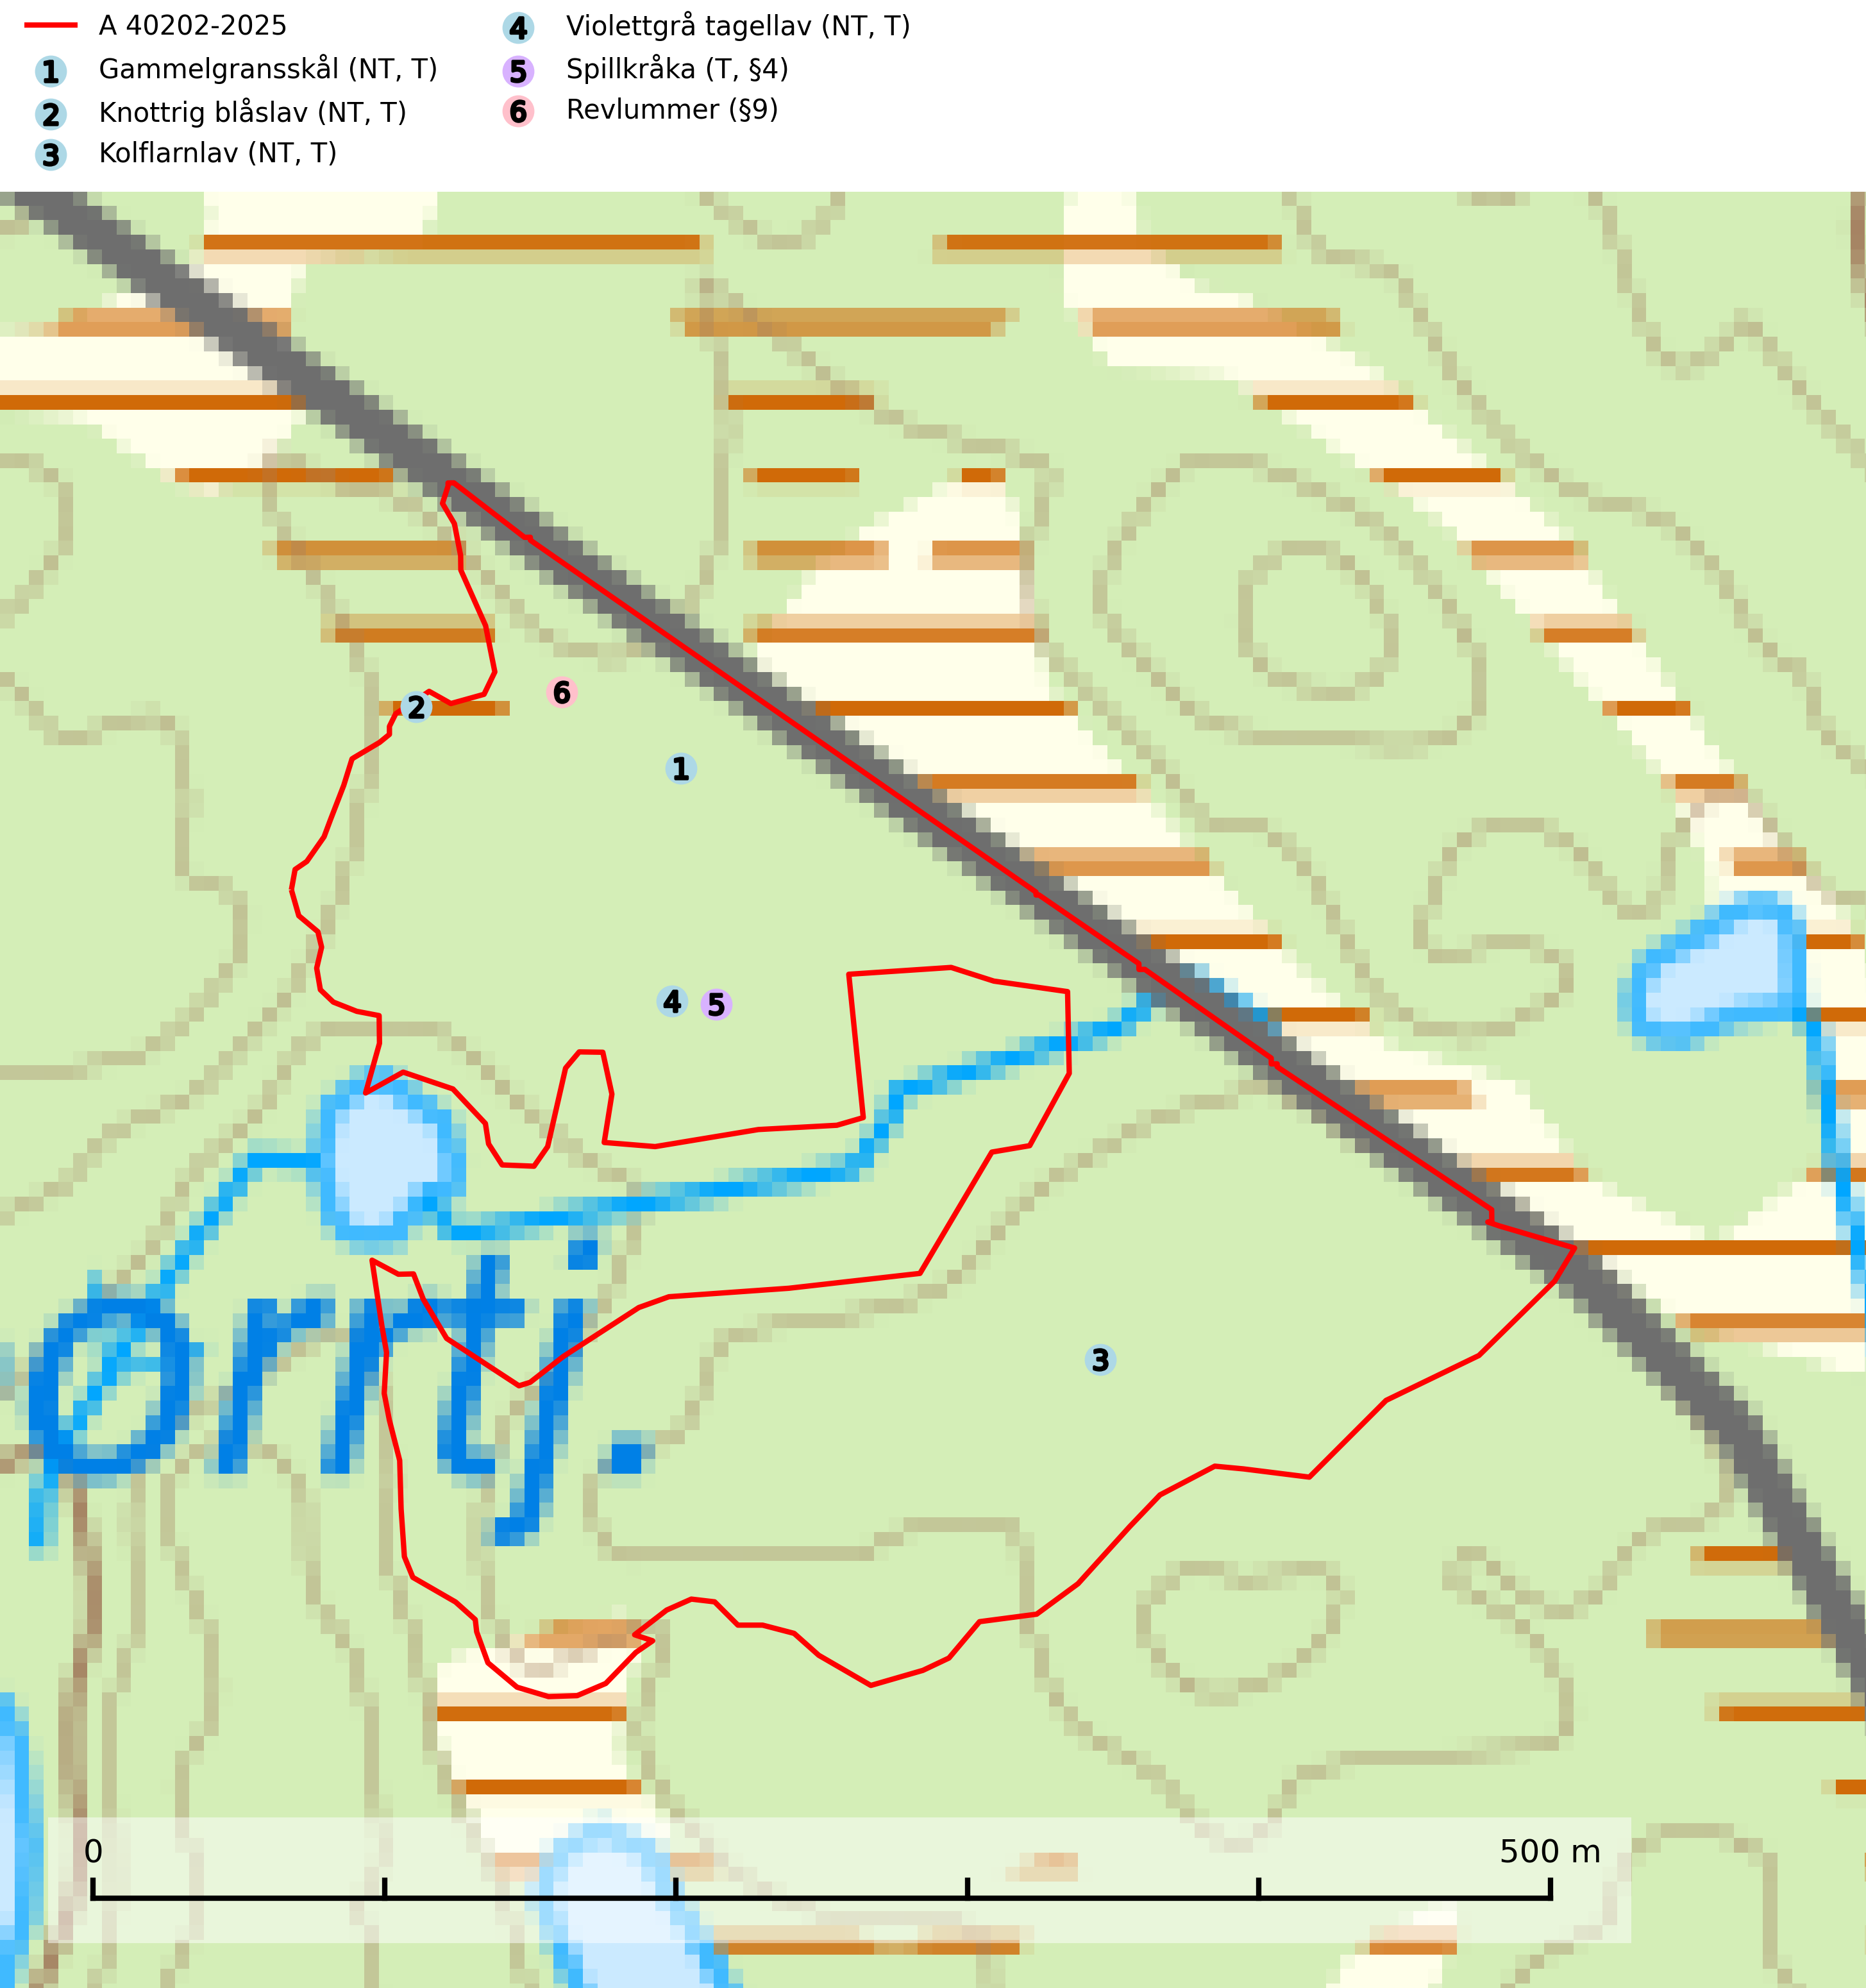 A 40202-2025
1 Gammelgransskål (NT, T)
2 Knottrig blåslav (NT, T)
3 Kolflarnlav (NT, T)
4 Violettgrå tagellav (NT, T)
5 Spillkråka (T, §4)
6 Revlummer (§9)
2
6
1
4 5
Örrtj.
3
0 500 m